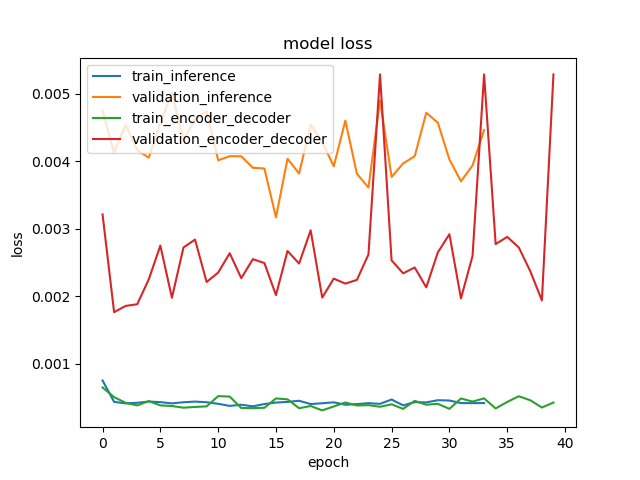 model loss
train_inference
validation_inference
train_encoder_decoder
validation_encoder_decoder
0.005
0.004
0.003
0.002
0.001
loss
0 5 10 15 20 25 30 35 40
epoch